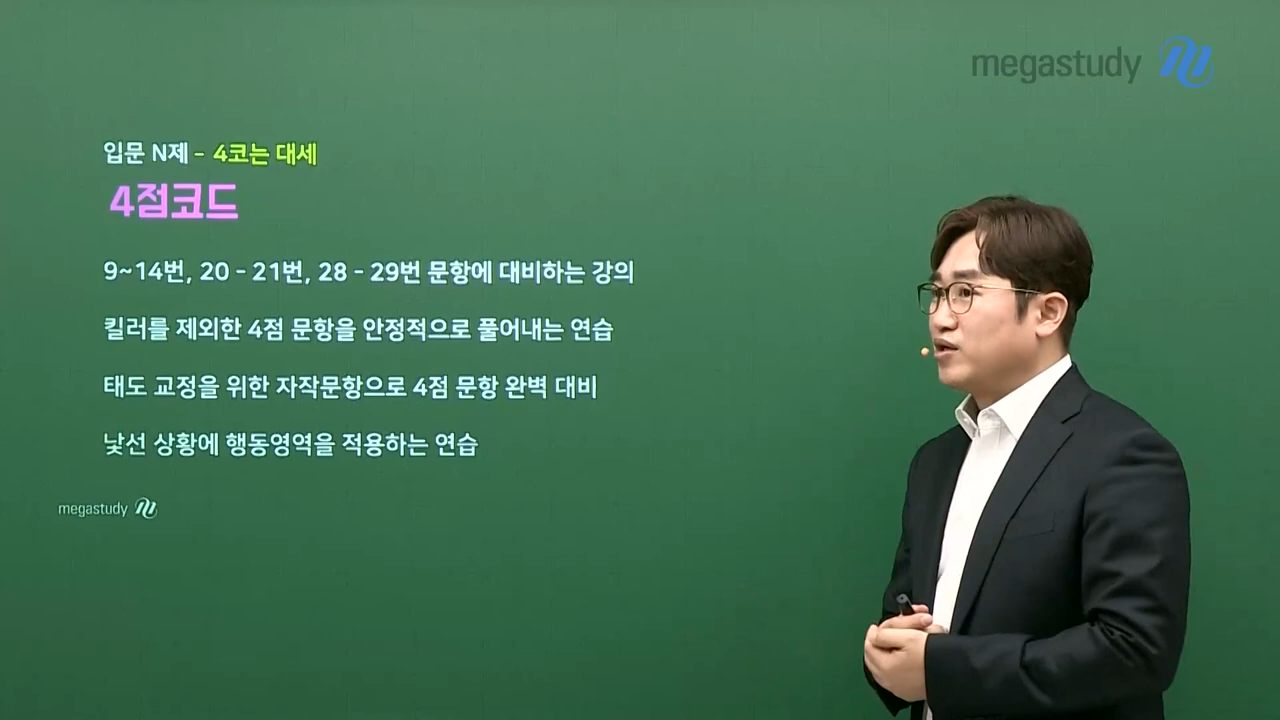 megastudy
입문 N제 - 4코는 대세
4점코드
9~14번, 20 - 21번, 28 - 29번 문항에 대비하는 강의
킬러를 제외한 4점 문항을 안정적으로 풀어내는 연습
태도 교정을 위한 자작문항으로 4점 문항 완벽 대비
낯선 상황에 행동영역을 적용하는 연습
megastudy